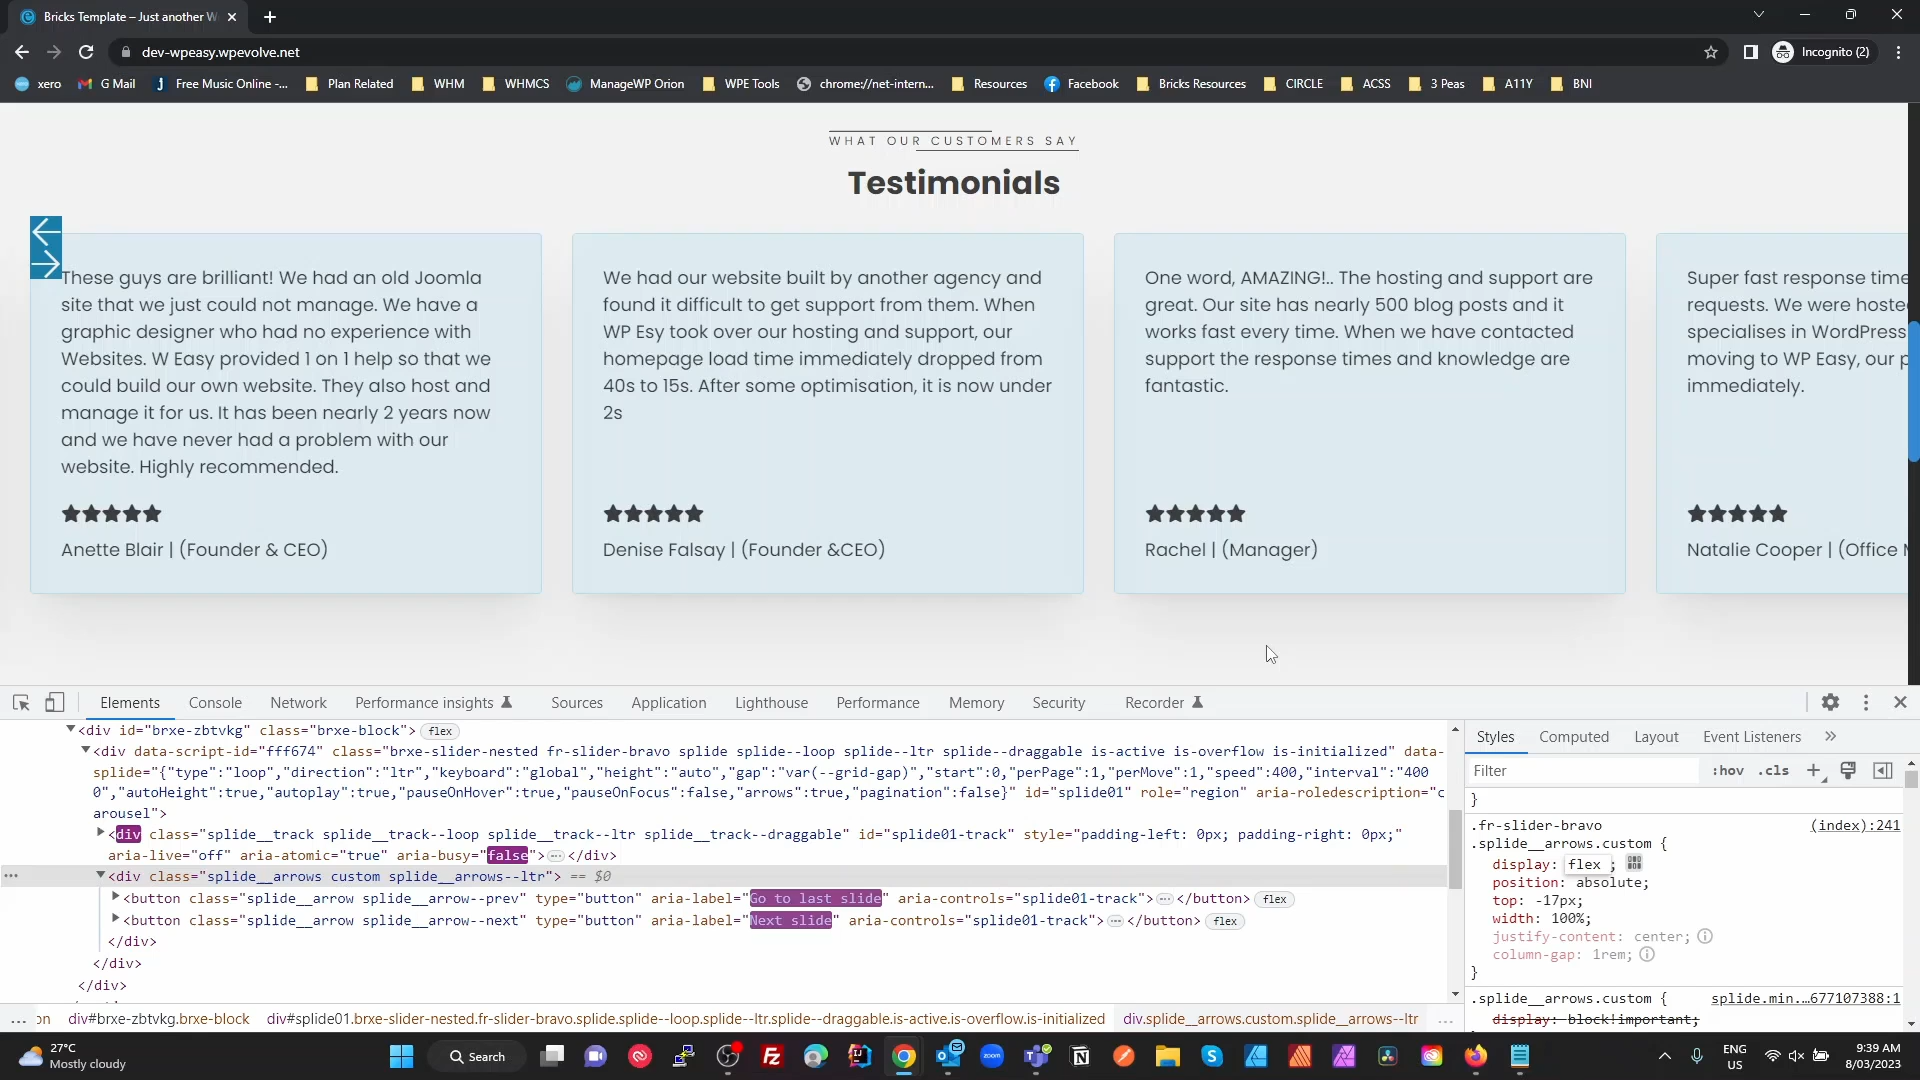 Bricks Template – Just another W
dev-wpeasy.wpevolve.net
Incognito (2)
xero
G Mail
Free Music Online -...
Plan Related
WHM
WHMCS
ManageWP Orion
WPE Tools
chrome://net-intern...
Resources
Facebook
Bricks Resources
CIRCLE
ACSS
3 Peas
A11Y
BNI
WHAT OUR CUSTOMERS SAY
Testimonials
These guys are brilliant! We had an old Joomla
site that we just could not manage. We have a
graphic designer who had no experience with
Websites. W Easy provided 1 on 1 help so that we
could build our own website. They also host and
manage it for us. It has been nearly 2 years now
and we have never had a problem with our
website. Highly recommended.
Anette Blair | (Founder & CEO)
We had our website built by another agency and
found it difficult to get support from them. When
WP Esy took over our hosting and support, our
homepage load time immediately dropped from
40s to 15s. After some optimisation, it is now under
2s
Denise Falsay | (Founder &CEO)
One word, AMAZING!.. The hosting and support are
great. Our site has nearly 500 blog posts and it
works fast every time. When we have contacted
support the response times and knowledge are
fantastic.
Rachel | (Manager)
Super fast response time
requests. We were hoste
specialises in WordPress
moving to WP Easy, our p
immediately.
Natalie Cooper | (Office M
Elements
Console
Network
Performance insights
Sources
Application
Lighthouse
Performance
Memory
Security
Recorder
<div id="brxe-zbtvkg" class="brxe-block"> flex
<div data-script-id="fff674" class="brxe-slider-nested fr-slider-bravo splide splide--loop splide--ltr splide--draggable is-active is-overflow is-initialized" data-
splide="{"type":"loop","direction":"ltr","keyboard":"global","height":"auto","gap":"var(--grid-gap)","start":0,"perPage":1,"perMove":1,"speed":400,"interval":"400
0","autoHeight":true,"autoplay":true,"pauseOnHover":true,"pauseOnFocus":false,"arrows":true,"pagination":false}" id="splide01" role="region" aria-roledescription="c
arousel">
<div class="splide__track splide__track--loop splide__track--ltr splide__track--draggable" id="splide01-track" style="padding-left: 0px; padding-right: 0px;"
aria-live="off" aria-atomic="true" aria-busy="false"> ... </div>
... <div class="splide__arrows custom splide__arrows--ltr"> == $0
<button class="splide__arrow splide__arrow--prev" type="button" aria-label="Go to last slide" aria-controls="splide01-track"> ... </button> flex
<button class="splide__arrow splide__arrow--next" type="button" aria-label="Next slide" aria-controls="splide01-track"> ... </button> flex
</div>
</div>
</div>
... on div#brxe-zbtvkg.brxe-block div#splide01.brxe-slider-nested.fr-slider-bravo.splide.splide--loop.splide--ltr.splide--draggable.is-active.is-overflow.is-initialized div.splide__arrows.custom.splide__arrows--ltr ...
Styles
Computed
Layout
Event Listeners
»
Filter
:hov .cls
}
.fr-slider-bravo (index):241
.splide__arrows.custom {
display: flex ;
position: absolute;
top: -17px;
width: 100%;
justify-content: center;
column-gap: 1rem;
}
.splide__arrows.custom { splide.min.…677107388:1
display: block!important;
27°C
Mostly cloudy
Search
zoom
ENG
US
9:39 AM
8/03/2023